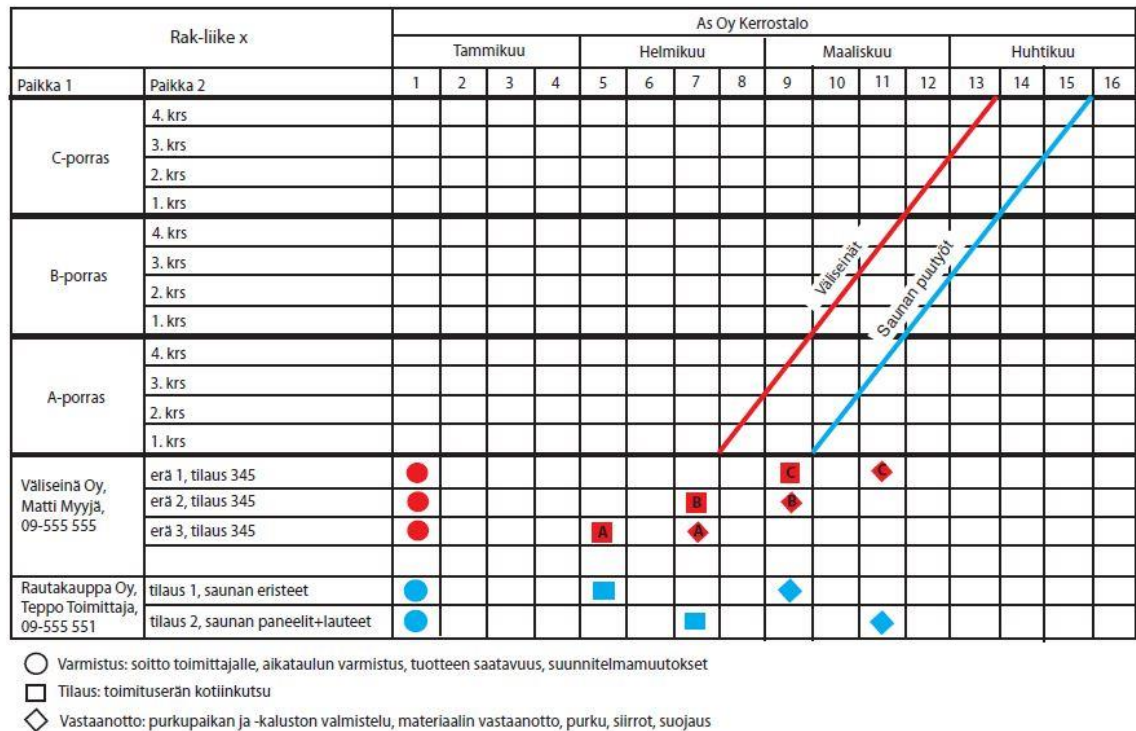 Rak-liike x
As Oy Kerrostalo
Tammikuu Helmikuu Maaliskuu Huhtikuu
Paikka 1 Paikka 2 1 2 3 4 5 6 7 8 9 10 11 12 13 14 15 16
C-porras
4. krs
3. krs
2. krs
1. krs
B-porras
4. krs
3. krs
2. krs
1. krs
A-porras
4. krs
3. krs
2. krs
1. krs
Väliseinät
Saunan puutyöt
Väliseinä Oy,
Matti Myyjä,
09-555 555
erä 1, tilaus 345 C C
erä 2, tilaus 345 B B
erä 3, tilaus 345 A A
Rautakauppa Oy,
Teppo Toimittaja,
09-555 551
tilaus 1, saunan eristeet
tilaus 2, saunan paneelit+lauteet
Varmistus: soitto toimittajalle, aikataulun varmistus, tuotteen saatavuus, suunnitelmamuutokset
Tilaus: toimituserän kotiinkutsu
Vastaanotto: purkupaikan ja -kaluston valmistelu, materiaalin vastaanotto, purku, siirrot, suojaus